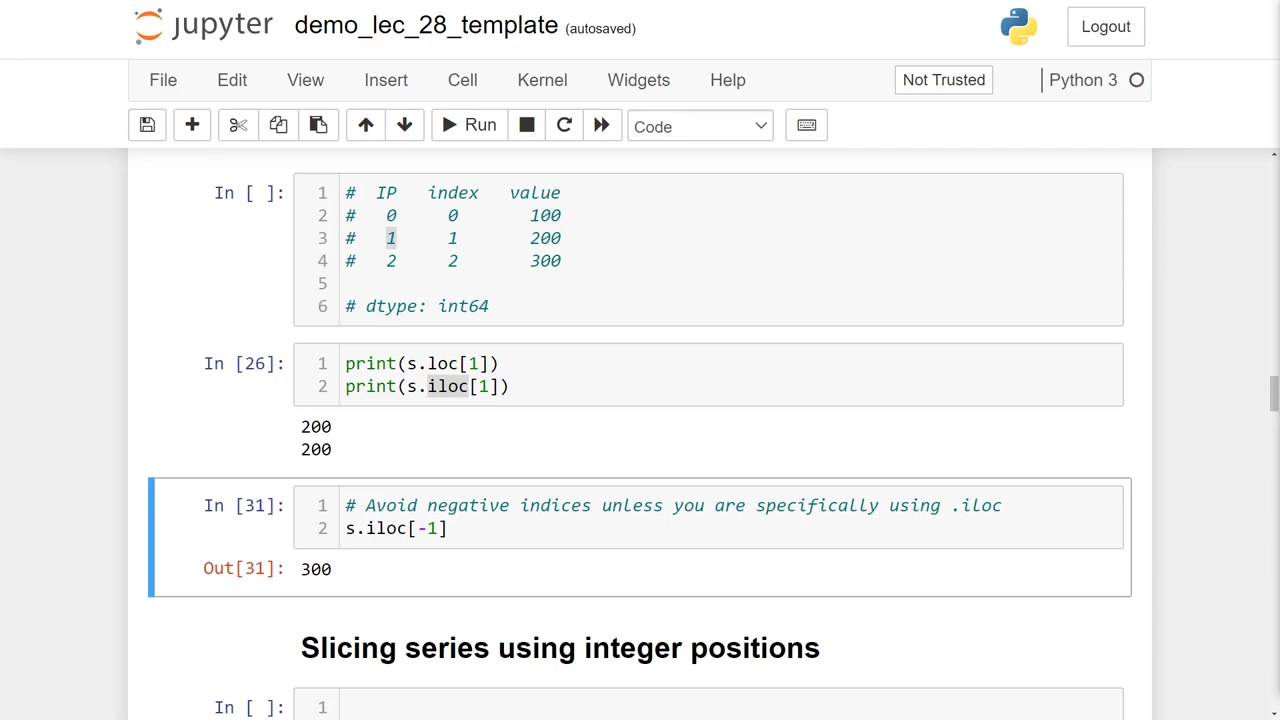 jupyter demo_lec_28_template (autosaved) Logout
File Edit View Insert Cell Kernel Widgets Help Not Trusted Python 3
Run Code
In [ ]: 1 # IP index value
2 # 0 0 100
3 # 1 1 200
4 # 2 2 300
5
6 # dtype: int64
In [26]: 1 print(s.loc[1])
2 print(s.iloc[1])
200
200
In [31]: 1 # Avoid negative indices unless you are specifically using .iloc
2 s.iloc[-1]
Out[31]: 300
Slicing series using integer positions
In [ ]: 1